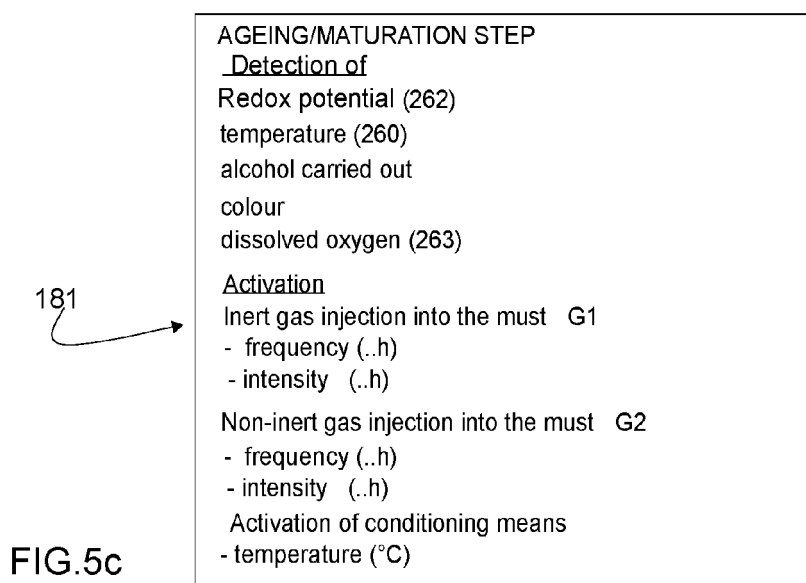 AGEING/MATURATION STEP
Detection of
Redox potential (262)
temperature (260)
alcohol carried out
colour
dissolved oxygen (263)
Activation
181
Inert gas injection into the must G1
- frequency (..h)
- intensity (..h)
Non-inert gas injection into the must G2
- frequency (..h)
- intensity (..h)
Activation of conditioning means
- temperature (°C)
FIG.5c